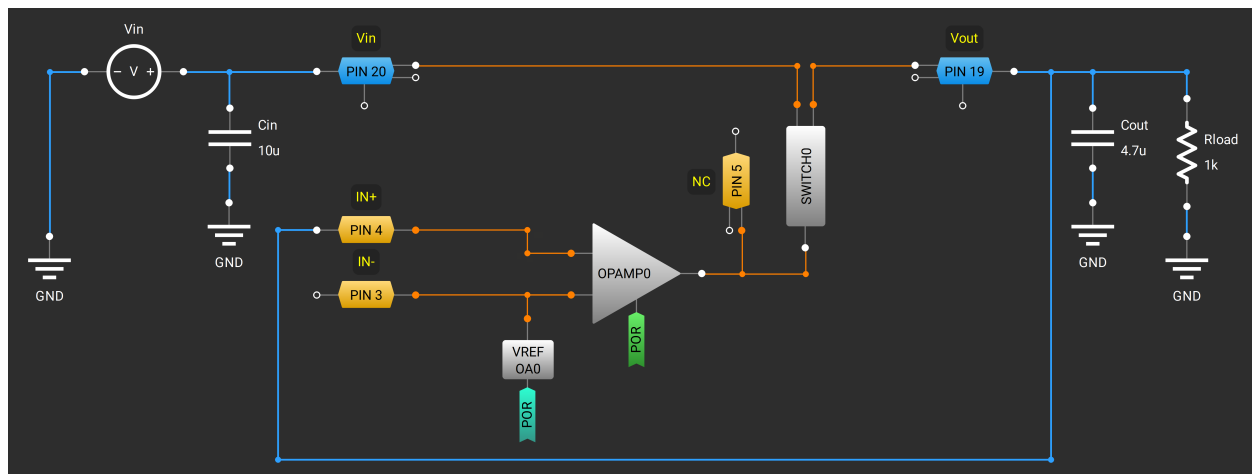 Vin
Vin
Vout
− V +
PIN 20
PIN 19
Cin
10u
Cout
4.7u
Rload
1k
NC
PIN 5
SWITCH0
IN+
PIN 4
GND
IN-
PIN 3
OPAMP0
GND
GND
GND
VREF
OA0
POR
POR